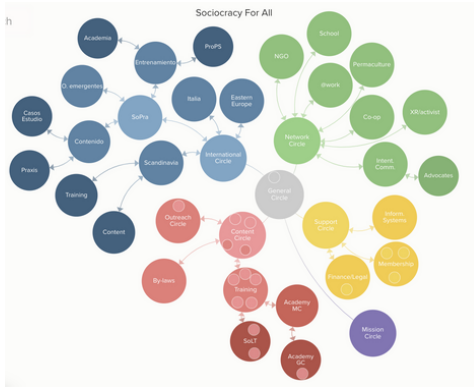 Sociocracy For All
h
School
Academia
ProPS
NGO
Entrenamiento
Permaculture
O. emergentes
Italia
Eastern
Europe
@work
Casos
Estudio
SoPra
Co-op
XR/activist
Contenido
International
Circle
Network
Circle
Praxis
Scandinavia
Intent.
Comm.
Advocates
Training
General
Circle
Content
Outreach
Circle
Content
Circle
Support
Circle
Inform.
Systems
By-laws
Training
Finance/Legal
Membership
Academy
MC
Mission
Circle
SoLT
Academy
GC